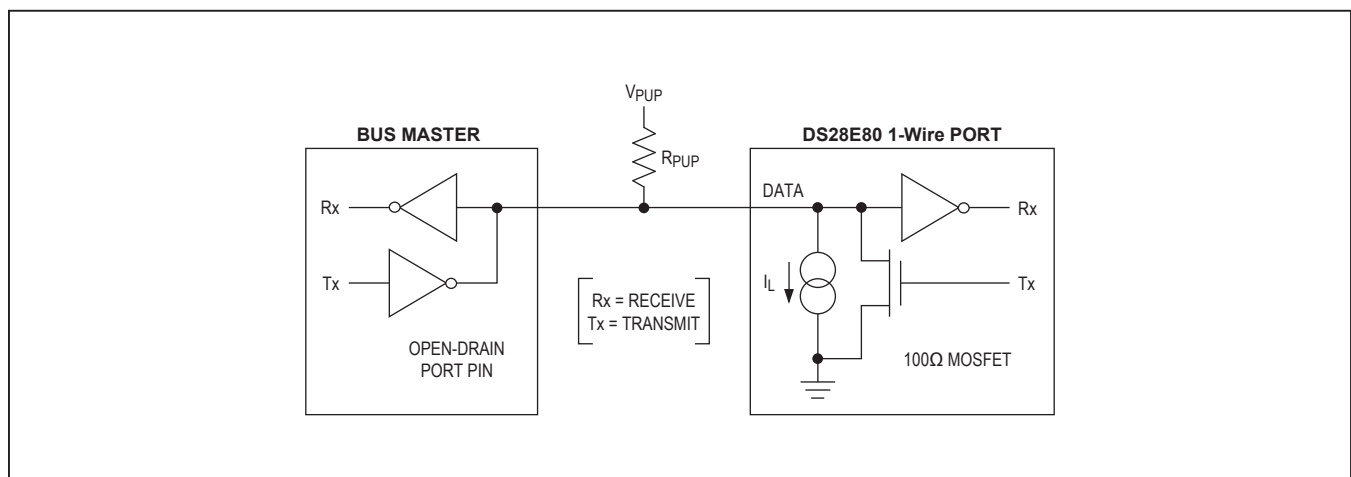 VPUP
BUS MASTER
DS28E80 1-Wire PORT
RPUP
DATA
Rx
Rx
Tx
IL
Tx
Rx = RECEIVE
Tx = TRANSMIT
OPEN-DRAIN
PORT PIN
100Ω MOSFET